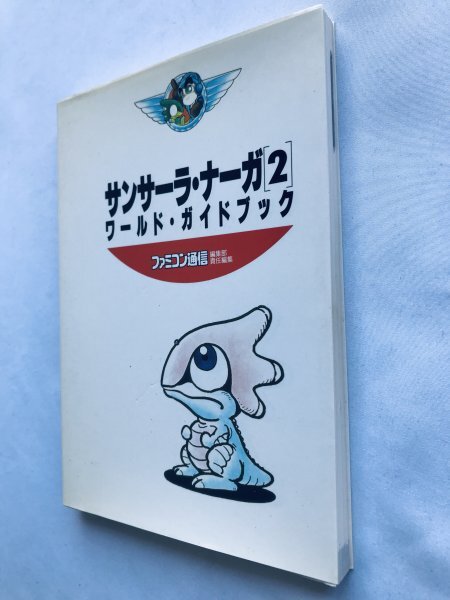 サンサーラ・ナーガ[2]
ワールド・ガイドブック
ファミコン通信 編集部
責任編集